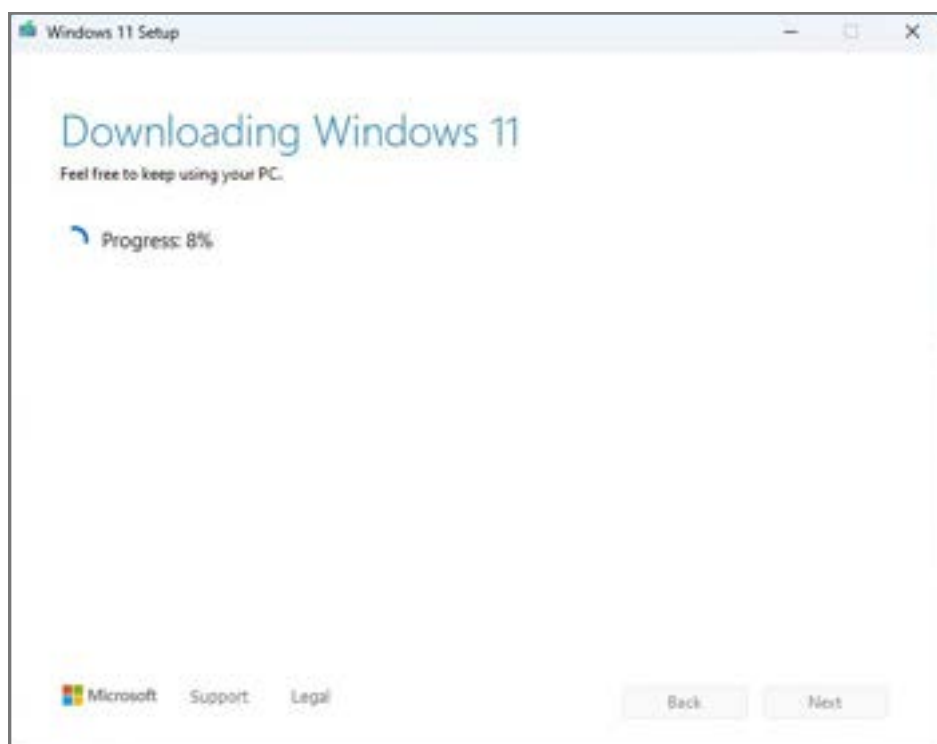 Windows 11 Setup
Downloading Windows 11
Feel free to keep using your PC.
Progress: 8%
Microsoft Support Legal Back Next